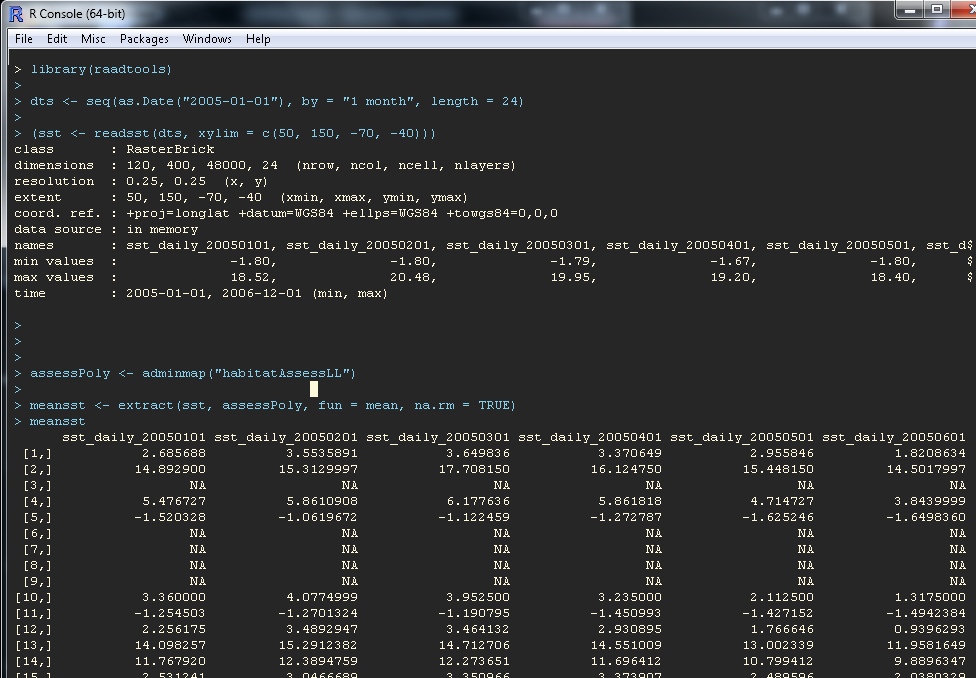 R Console (64-bit)
File Edit Misc Packages Windows Help
> library(raadtools)
>
> dts <- seq(as.Date("2005-01-01"), by = "1 month", length = 24)
>
> (sst <- readsst(dts, xylim = c(50, 150, -70, -40)))
class       : RasterBrick
dimensions  : 120, 400, 48000, 24  (nrow, ncol, ncell, nlayers)
resolution  : 0.25, 0.25  (x, y)
extent      : 50, 150, -70, -40  (xmin, xmax, ymin, ymax)
coord. ref. : +proj=longlat +datum=WGS84 +ellps=WGS84 +towgs84=0,0,0
data source : in memory
names       : sst_daily_20050101, sst_daily_20050201, sst_daily_20050301, sst_daily_20050401, sst_daily_20050501, sst_d$
min values  : -1.80, -1.80, -1.79, -1.67, -1.80, $
max values  : 18.52, 20.48, 19.95, 19.20, 18.40, $
time        : 2005-01-01, 2006-12-01 (min, max)
>
>
>
> assessPoly <- adminmap("habitatAssessLL")
>
> meansst <- extract(sst, assessPoly, fun = mean, na.rm = TRUE)
> meansst
sst_daily_20050101 sst_daily_20050201 sst_daily_20050301 sst_daily_20050401 sst_daily_20050501 sst_daily_20050601
[1,] 2.685688 3.5535891 3.649836 3.370649 2.955846 1.8208634
[2,] 14.892900 15.3129997 17.708150 16.124750 15.448150 14.5017997
[3,] NA NA NA NA NA NA
[4,] 5.476727 5.8610908 6.177636 5.861818 4.714727 3.8439999
[5,] -1.520328 -1.0619672 -1.122459 -1.272787 -1.625246 -1.6498360
[6,] NA NA NA NA NA NA
[7,] NA NA NA NA NA NA
[8,] NA NA NA NA NA NA
[9,] NA NA NA NA NA NA
[10,] 3.360000 4.0774999 3.952500 3.235000 2.112500 1.3175000
[11,] -1.254503 -1.2701324 -1.190795 -1.450993 -1.427152 -1.4942384
[12,] 2.256175 3.4892947 3.464132 2.930895 1.766646 0.9396293
[13,] 14.098257 15.2912382 14.712706 14.551009 13.002339 11.9581649
[14,] 11.767920 12.3894759 12.273651 11.696412 10.799412 9.8896347